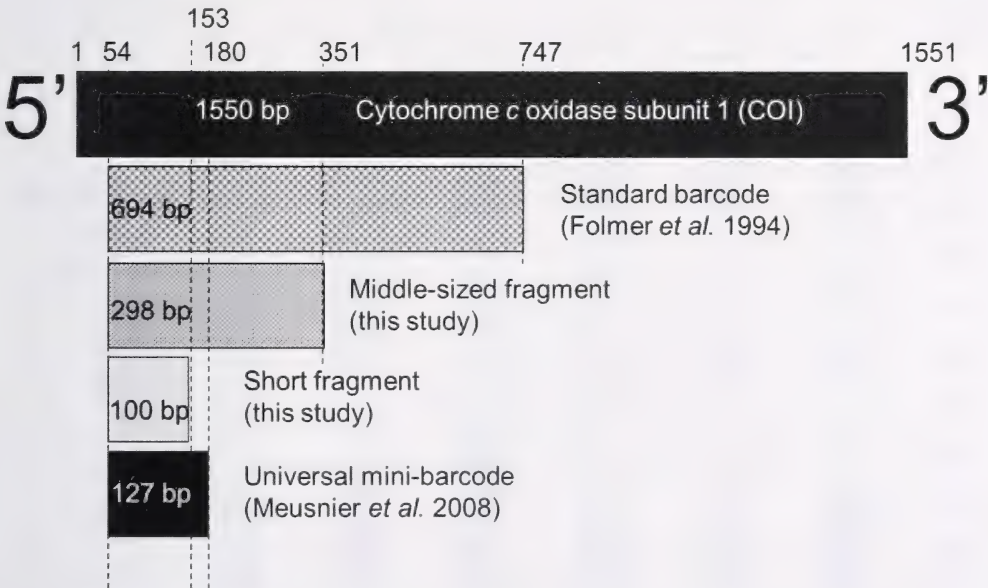 153
1 54 180 351 747 1551
5’ 1550 bp Cytochrome c oxidase subunit 1 (COI) 3’
694 bp
Standard barcode
(Folmer et al. 1994)
298 bp
Middle-sized fragment
(this study)
100 bp
Short fragment
(this study)
127 bp
Universal mini-barcode
(Meusnier et al. 2008)